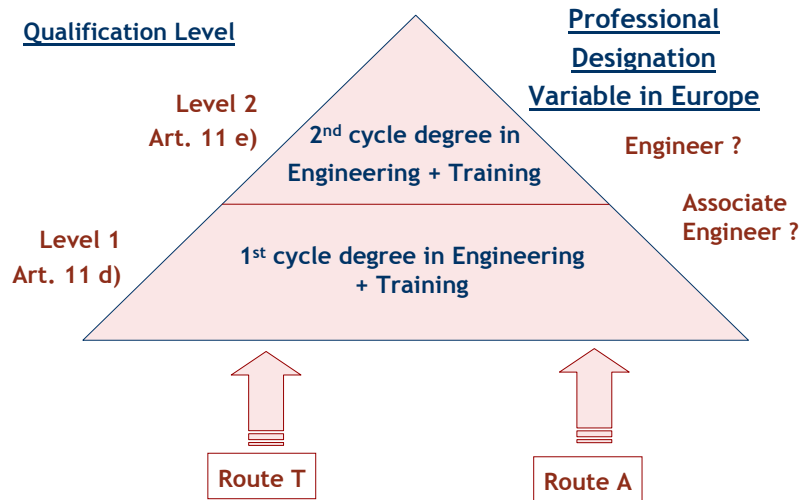 Qualification Level
Professional
Designation
Variable in Europe
Level 2
Art. 11 e)
2nd cycle degree in
Engineering + Training
Engineer ?
Associate
Engineer ?
Level 1
Art. 11 d)
1st cycle degree in Engineering
+ Training
Route T
Route A